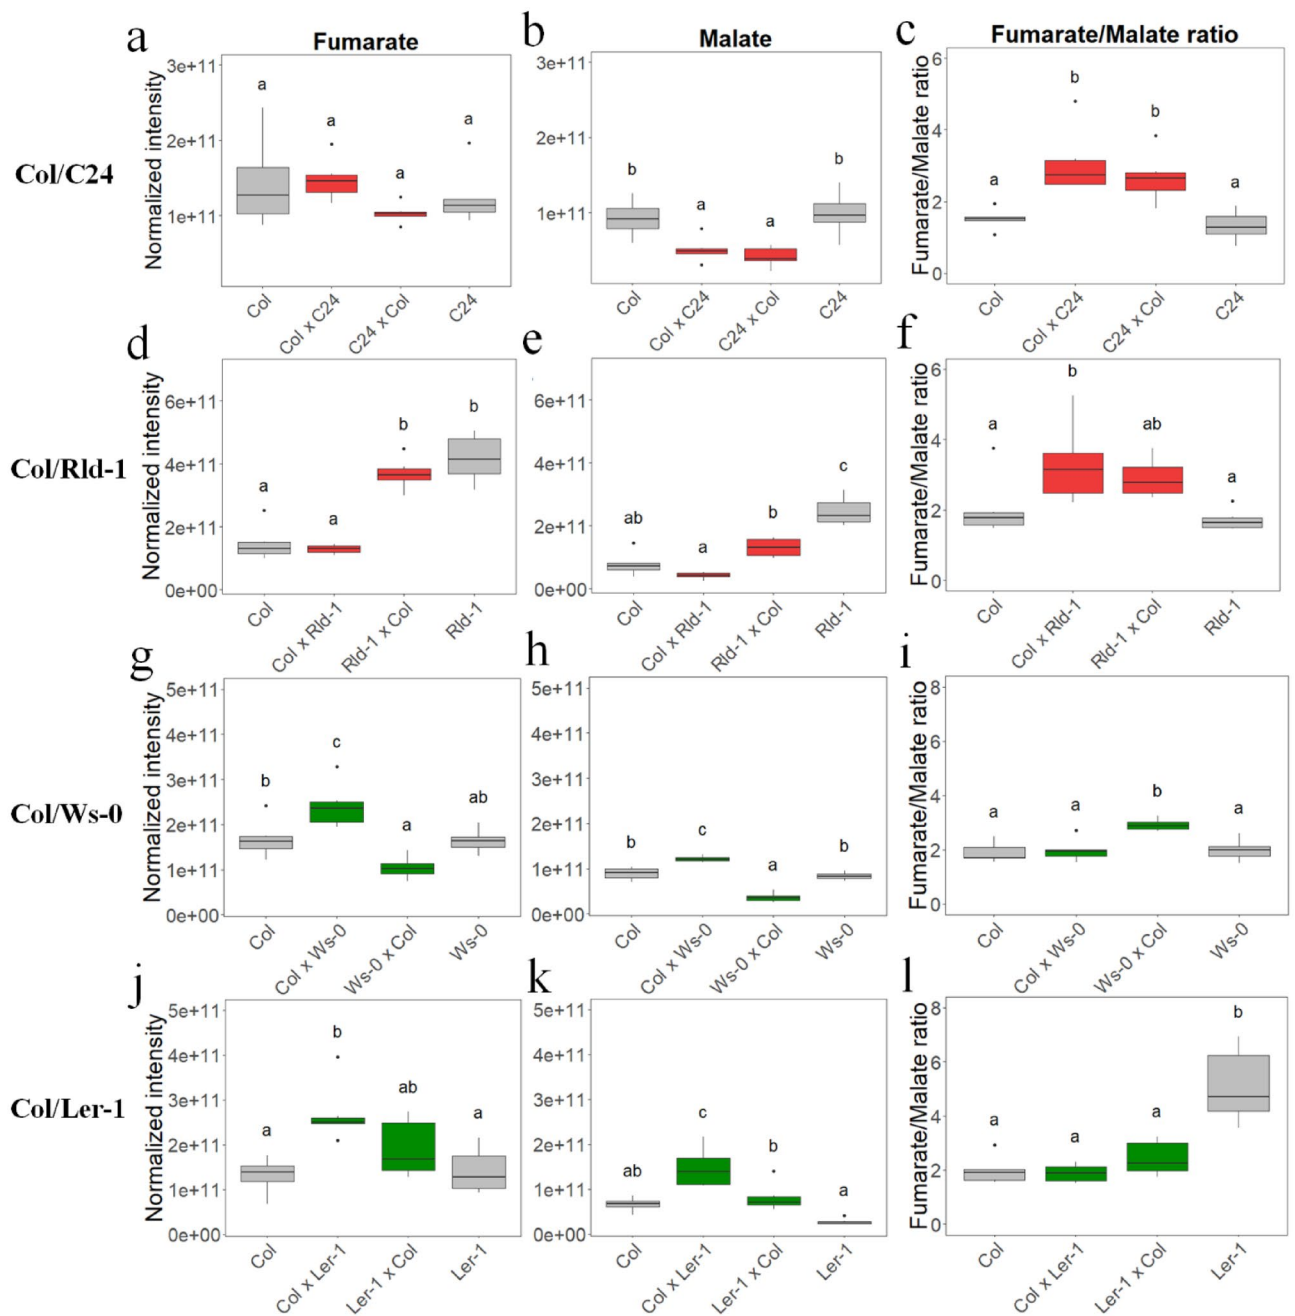 a b c
Fumarate Malate Fumarate/Malate ratio
Col/C24
Normalized intensity
3e+11
2e+11
1e+11
a a a a
Col Col x C24 C24 x Col C24
3e+11
2e+11
1e+11
b a a b
Col Col x C24 C24 x Col C24
Fumarate/Malate ratio
6
4
2
0
a b b a
Col Col x C24 C24 x Col C24
d e f
Col/Rld-1
Normalized intensity
6e+11
4e+11
2e+11
0e+00
a a b b
Col Col x Rld-1 Rld-1 x Col Rld-1
6e+11
4e+11
2e+11
0e+00
ab a b c
Col Col x Rld-1 Rld-1 x Col Rld-1
Fumarate/Malate ratio
6
4
2
0
a b ab a
Col Col x Rld-1 Rld-1 x Col Rld-1
g h i
Col/Ws-0
Normalized intensity
5e+11
4e+11
3e+11
2e+11
1e+11
0e+00
b c a ab
Col Col x Ws-0 Ws-0 x Col Ws-0
5e+11
4e+11
3e+11
2e+11
1e+11
0e+00
b c a b
Col Col x Ws-0 Ws-0 x Col Ws-0
Fumarate/Malate ratio
8
6
4
2
0
a a b a
Col Col x Ws-0 Ws-0 x Col Ws-0
j k l
Col/Ler-1
Normalized intensity
5e+11
4e+11
3e+11
2e+11
1e+11
0e+00
a b ab a
Col Col x Ler-1 Ler-1 x Col Ler-1
5e+11
4e+11
3e+11
2e+11
1e+11
0e+00
ab c b a
Col Col x Ler-1 Ler-1 x Col Ler-1
Fumarate/Malate ratio
8
6
4
2
0
a a a b
Col Col x Ler-1 Ler-1 x Col Ler-1